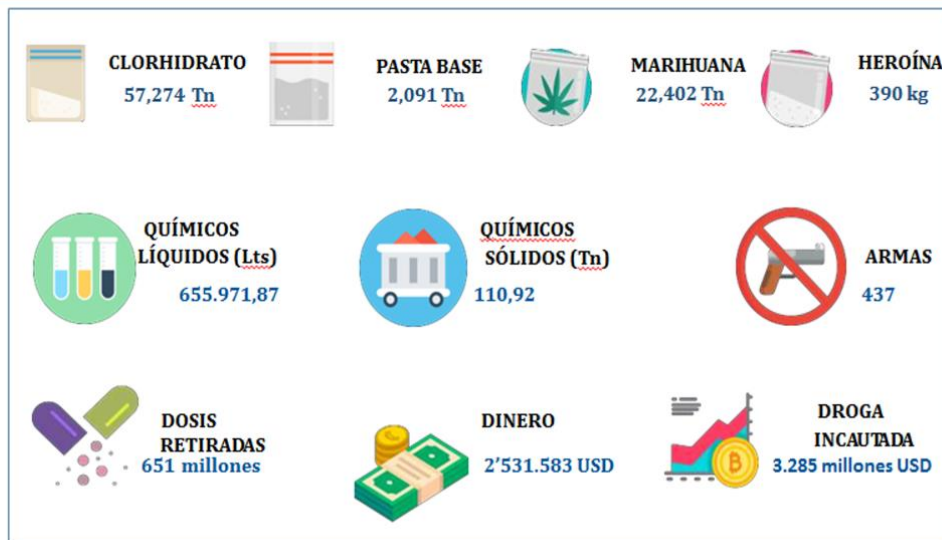 CLORHIDRATO
57,274 Tn
PASTA BASE
2,091 Tn
MARIHUANA
22,402 Tn
HEROÍNA
390 kg
QUÍMICOS
LÍQUIDOS (Lts)
655.971,87
QUÍMICOS
SÓLIDOS (Tn)
110,92
ARMAS
437
DOSIS
RETIRADAS
651 millones
DINERO
2’531.583 USD
DROGA
INCAUTADA
3.285 millones USD